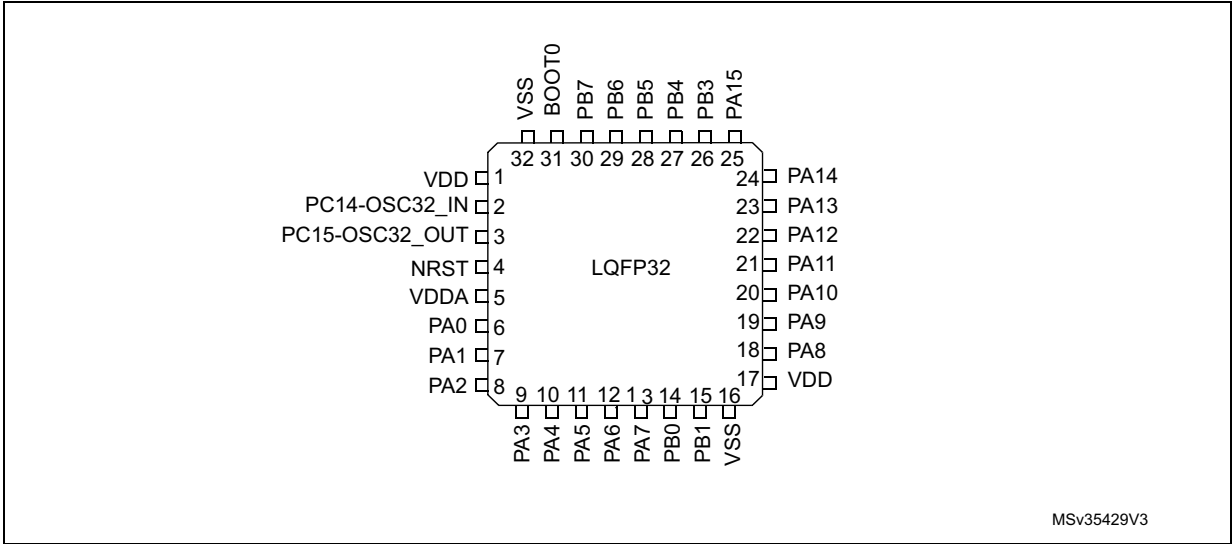 VSS
BOOT0
PB7
PB6
PB5
PB4
PB3
PA15
32 31 30 29 28 27 26 25
VDD 1
PC14-OSC32_IN 2
PC15-OSC32_OUT 3
NRST 4
VDDA 5
PA0 6
PA1 7
PA2 8
LQFP32
24 PA14
23 PA13
22 PA12
21 PA11
20 PA10
19 PA9
18 PA8
17 VDD
9 10 11 12 1 3 14 15 16
PA3
PA4
PA5
PA6
PA7
PB0
PB1
VSS
MSv35429V3